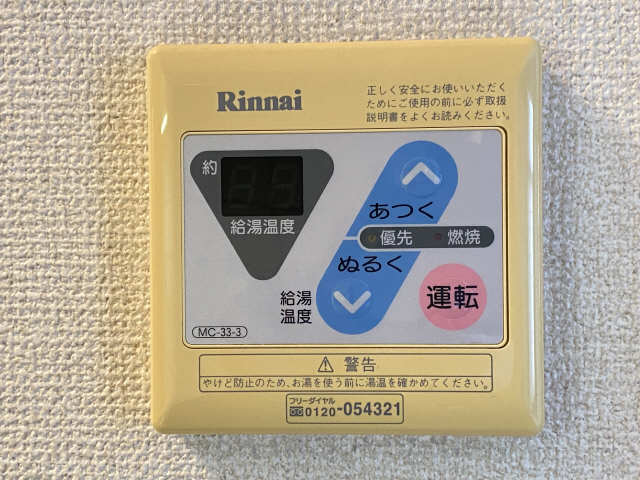 Rinnai
正しく安全にお使いいただく
ためにご使用の前に必ず取扱
説明書をよくお読みください。
約
給湯温度
あつく
優先
燃焼
ぬるく
給湯
温度
運転
MC-33-3
⚠ 警告
やけど防止のため、お湯を使う前に湯温を確かめてください。
フリーダイヤル
0120-054321